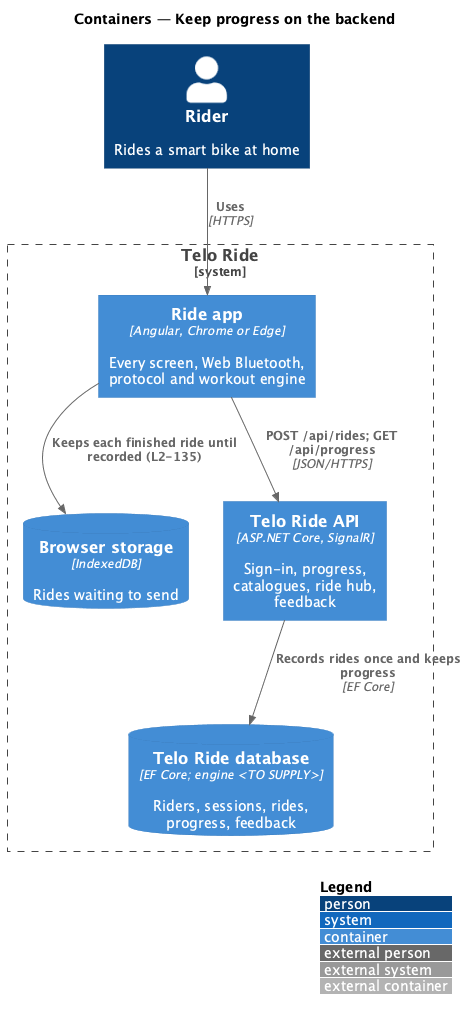 Containers — Keep progress on the backend
Rider
Rides a smart bike at home
Uses
[HTTPS]
Telo Ride
[system]
Ride app
[Angular, Chrome or Edge]
Every screen, Web Bluetooth,
protocol and workout engine
Keeps each finished ride until
recorded (L2-135)
POST /api/rides; GET
/api/progress
[JSON/HTTPS]
Browser storage
[IndexedDB]
Rides waiting to send
Telo Ride API
[ASP.NET Core, SignalR]
Sign-in, progress,
catalogues, ride hub,
feedback
Records rides once and keeps
progress
[EF Core]
Telo Ride database
[EF Core; engine <TO SUPPLY>]
Riders, sessions, rides,
progress, feedback
Legend
person
system
container
external person
external system
external container